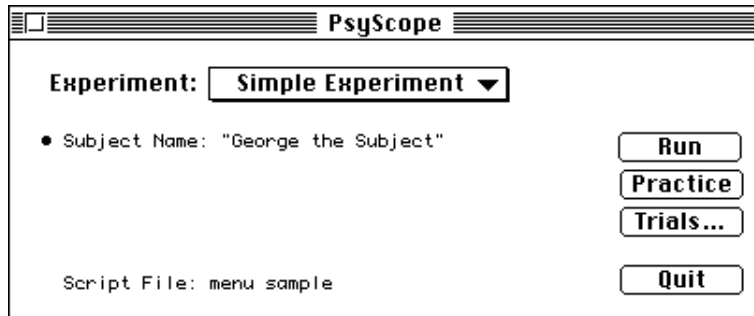 PsyScope
Experiment: Simple Experiment
• Subject Name: "George the Subject"
Run
Practice
Trials...
Script File: menu sample
Quit